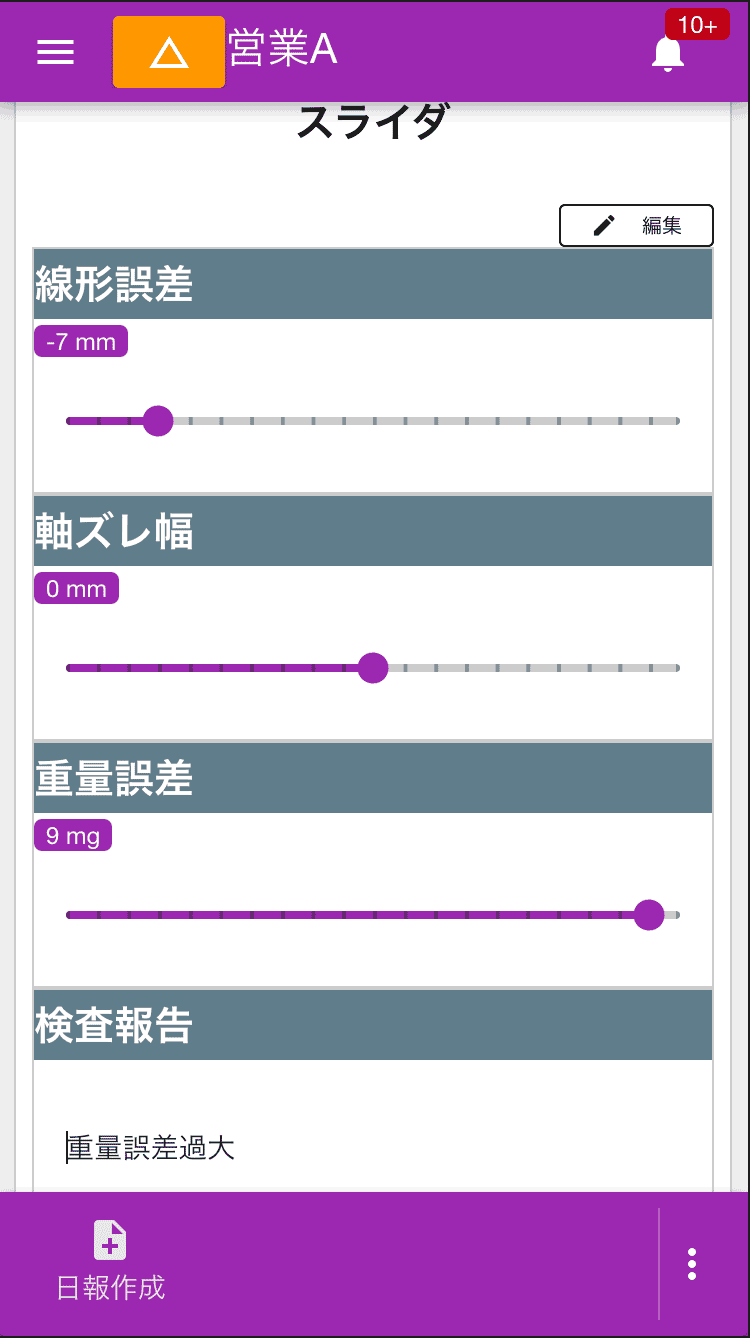 営業A
10+
スライダ
編集
線形誤差
-7 mm
軸ズレ幅
0 mm
重量誤差
9 mg
検査報告
重量誤差過大
日報作成